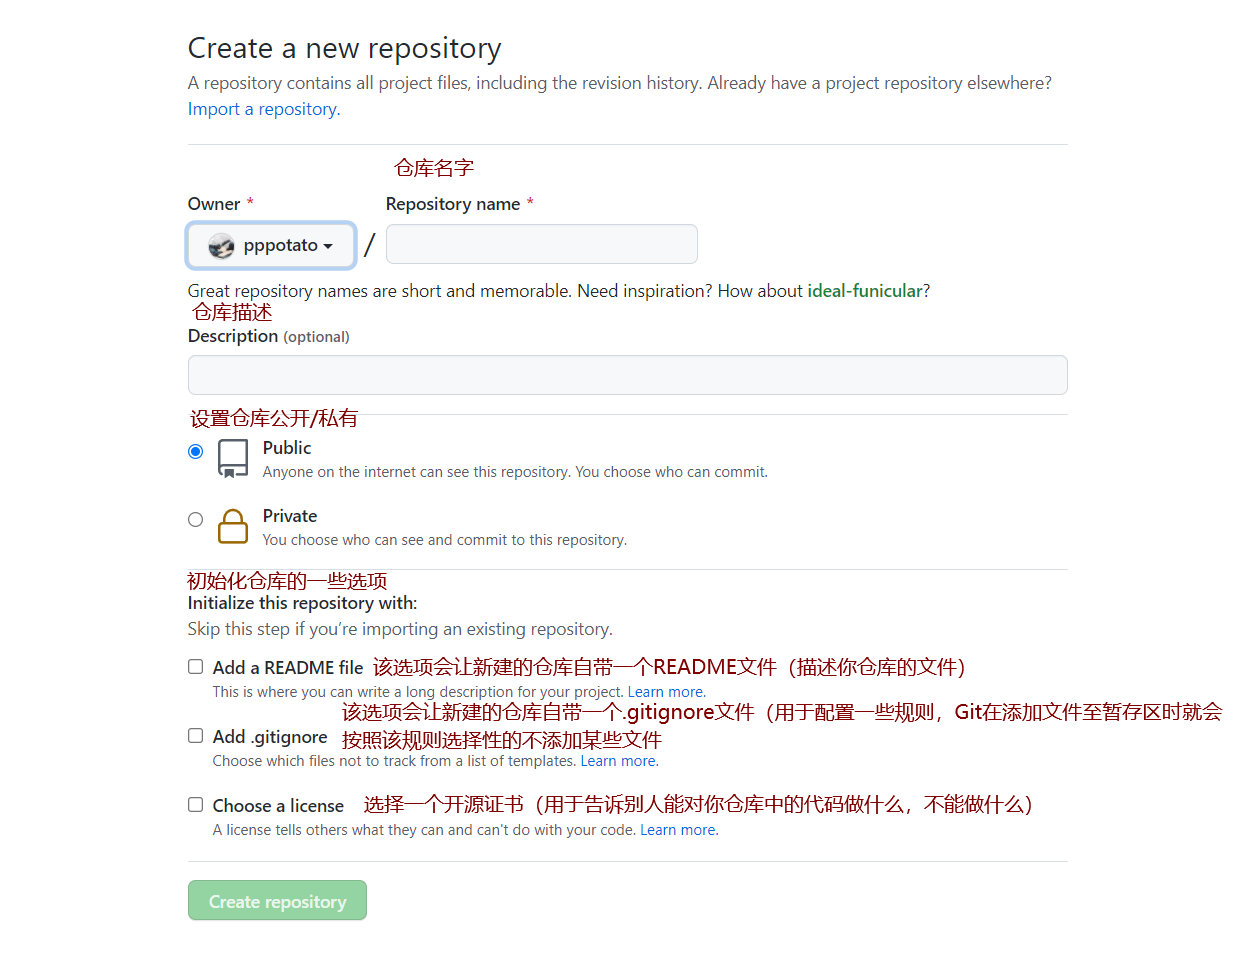 Create a new repository
A repository contains all project files, including the revision history. Already have a project repository elsewhere?
Import a repository.
仓库名字
Owner *
Repository name *
pppotato
/
Great repository names are short and memorable. Need inspiration? How about ideal-funicular?
仓库描述
Description (optional)
设置仓库公开/私有
Public
Anyone on the internet can see this repository. You choose who can commit.
Private
You choose who can see and commit to this repository.
初始化仓库的一些选项
Initialize this repository with:
Skip this step if you’re importing an existing repository.
Add a README file 该选项会让新建的仓库自带一个README文件（描述你仓库的文件）
This is where you can write a long description for your project. Learn more.
该选项会让新建的仓库自带一个.gitignore文件（用于配置一些规则，Git在添加文件至暂存区时就会
Add .gitignore 按照该规则选择性的不添加某些文件
Choose which files not to track from a list of templates. Learn more.
Choose a license 选择一个开源证书（用于告诉别人能对你仓库中的代码做什么，不能做什么）
A license tells others what they can and can't do with your code. Learn more.
Create repository